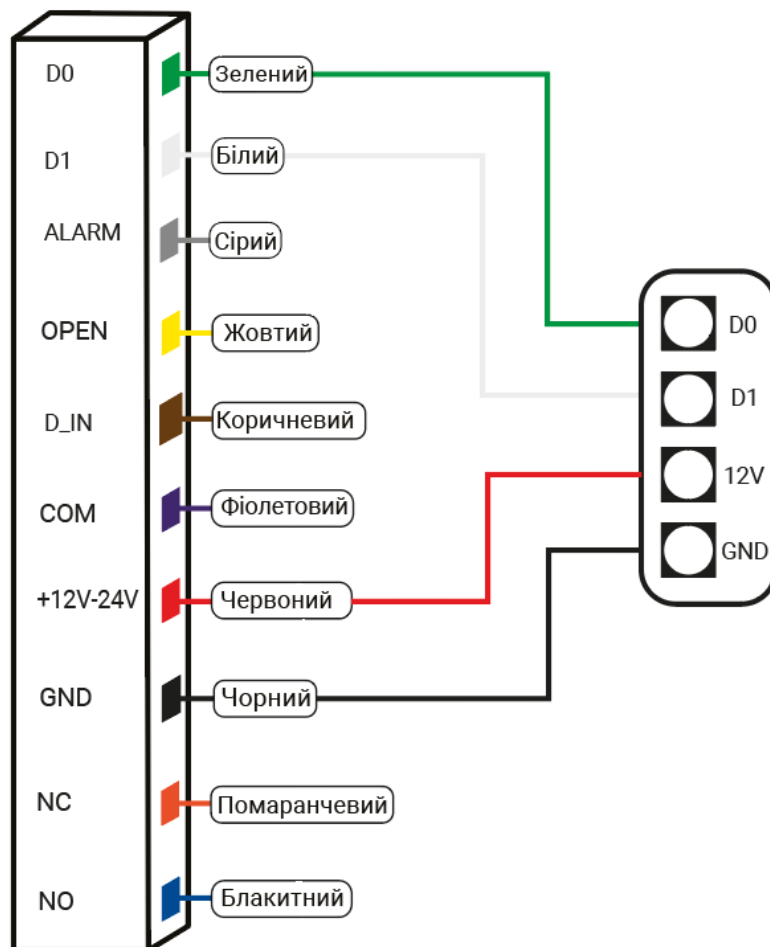 D0
Зелений
D1
Білий
ALARM
Сірий
OPEN
Жовтий
D_IN
Коричневий
COM
Фіолетовий
+12V-24V
Червоний
GND
Чорний
NC
Помаранчевий
NO
Блакитний
D0
D1
12V
GND